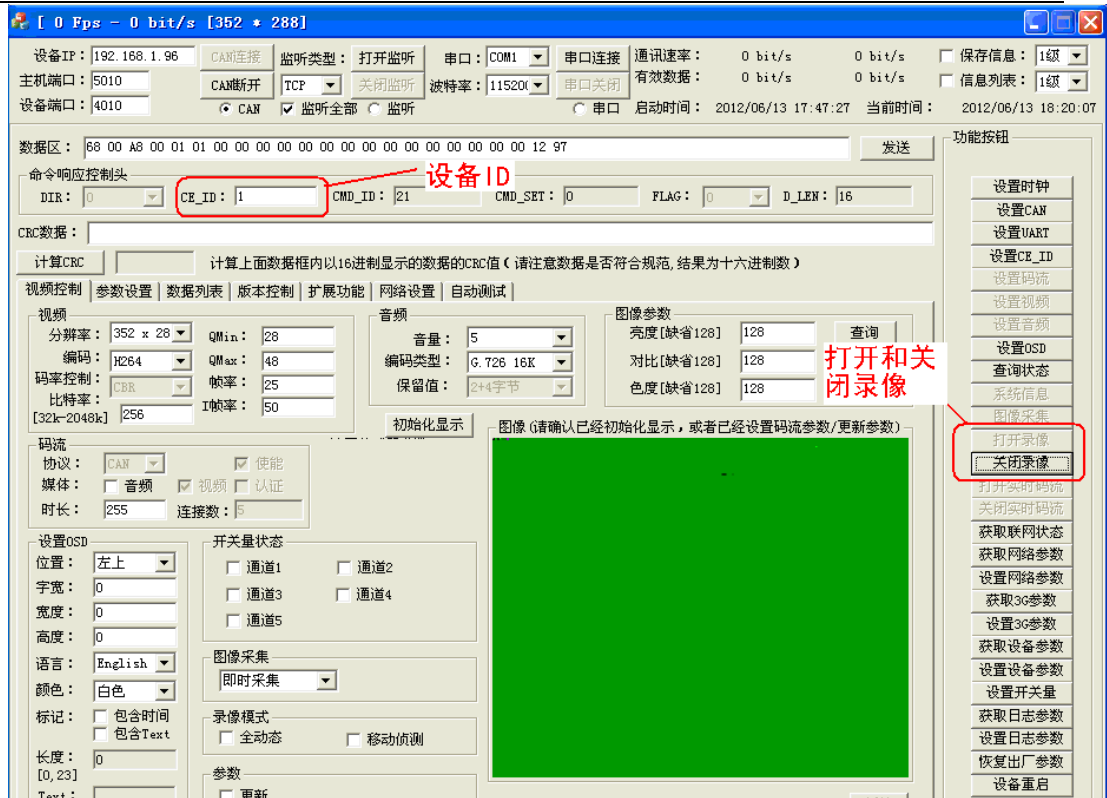 [ 0 Fps - 0 bit/s [352 * 288]
设备IP： 192.168.1.96 CAN连接 监听类型： 打开监听 串口： COM1 串口连接 通讯速率： 0 bit/s 0 bit/s 保存信息： 1级
主机端口： 5010 CAN断开 TCP 关闭监听 波特率： 11520( 串口关闭 有效数据： 0 bit/s 0 bit/s 信息列表： 1级
设备端口： 4010 CAN 监听全部 监听 串口 启动时间： 2012/06/13 17:47:27 当前时间： 2012/06/13 18:20:07
数据区： 68 00 A8 00 01 01 00 00 00 00 00 00 00 00 00 00 00 00 00 00 00 12 97 发送
命令响应控制头
设备ID
DIR： 0 CE_ID： 1 CMD_ID： 21 CMD_SET： 0 FLAG： 0 D_LEN： 16
CRC数据：
计算CRC 计算上面数据框内以16进制显示的数据的CRC值(请注意数据是否符合规范,结果为十六进制数)
视频控制 参数设置 数据列表 版本控制 扩展功能 网络设置 自动测试
视频
分辨率： 352 x 28 QMin： 28
编码： H264 QMax： 48
码率控制： CBR 帧率： 25
比特率： I帧率： 50
[32k-2048k] 256
音频
音量： 5
编码类型： G.726 16K
保留值： 2+4字节
图像参数
亮度[缺省128] 128 查询
对比[缺省128] 128
色度[缺省128] 128
打开和关
闭录像
初始化显示
码流
协议： CAN 使能
媒体： 音频 视频 认证
时长： 255 连接数： 5
图像(请确认已经初始化显示，或者已经设置码流参数/更新参数)
设置OSD
位置： 左上
字宽： 0
宽度： 0
高度： 0
语言： English
颜色： 白色
标记： 包含时间
包含Text
长度： 0
[0,23]
Text：
开关量状态
通道1 通道2
通道3 通道4
通道5
图像采集
即时采集
录像模式
全动态 移动侦测
参数
更新
功能按钮
设置时钟
设置CAN
设置UART
设置CE_ID
设置码流
设置视频
设置音频
设置OSD
查询状态
系统信息
图像采集
打开录像
关闭录像
打开实时码流
关闭实时码流
获取联网状态
获取网络参数
设置网络参数
获取3G参数
设置3G参数
获取设备参数
设置设备参数
设置开关量
获取日志参数
设置日志参数
恢复出厂参数
设备重启